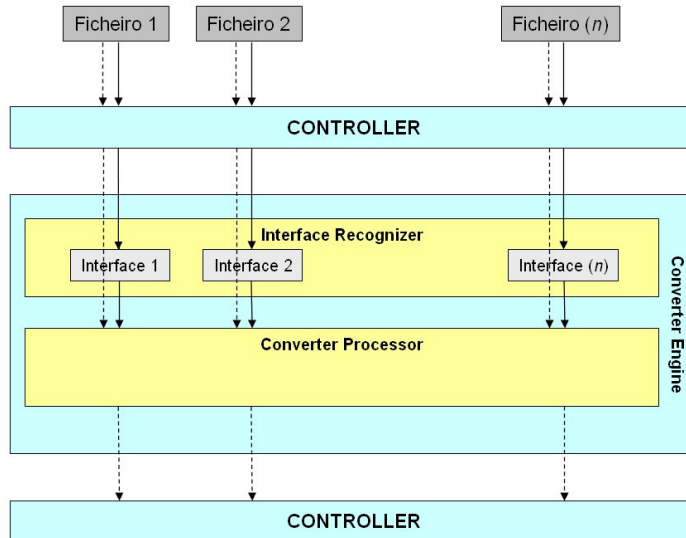 Ficheiro 1
Ficheiro 2
Ficheiro (n)
CONTROLLER
Interface Recognizer
Interface 1
Interface 2
Interface (n)
Converter Engine
Converter Processor
CONTROLLER